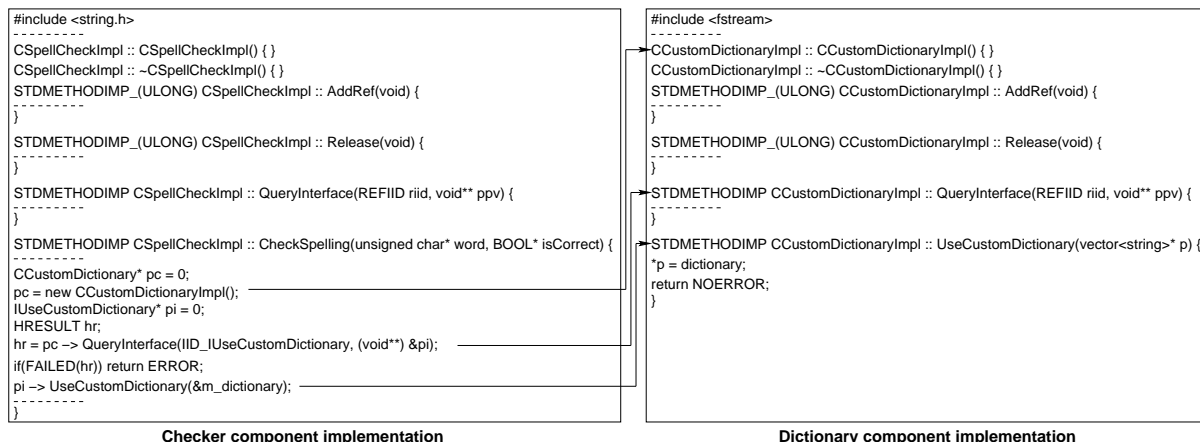 #include <string.h>
CSpellCheckImpl :: CSpellCheckImpl() { }
CSpellCheckImpl :: ~CSpellCheckImpl() { }
STDMETHODIMP_(ULONG) CSpellCheckImpl :: AddRef(void) {
}
STDMETHODIMP_(ULONG) CSpellCheckImpl :: Release(void) {
}
STDMETHODIMP CSpellCheckImpl :: QueryInterface(REFIID riid, void** ppv) {
}
STDMETHODIMP CSpellCheckImpl :: CheckSpelling(unsigned char* word, BOOL* isCorrect) {
CCustomDictionary* pc = 0;
pc = new CCustomDictionaryImpl();
IUseCustomDictionary* pi = 0;
HRESULT hr;
hr = pc –> QueryInterface(IID_IUseCustomDictionary, (void**) &pi);
if(FAILED(hr)) return ERROR;
pi –> UseCustomDictionary(&m_dictionary);
}
Checker component implementation
#include <fstream>
CCustomDictionaryImpl :: CCustomDictionaryImpl() { }
CCustomDictionaryImpl :: ~CCustomDictionaryImpl() { }
STDMETHODIMP_(ULONG) CCustomDictionaryImpl :: AddRef(void) {
}
STDMETHODIMP_(ULONG) CCustomDictionaryImpl :: Release(void) {
}
STDMETHODIMP CCustomDictionaryImpl :: QueryInterface(REFIID riid, void** ppv) {
}
STDMETHODIMP CCustomDictionaryImpl :: UseCustomDictionary(vector<string>* p) {
*p = dictionary;
return NOERROR;
}
Dictionary component implementation